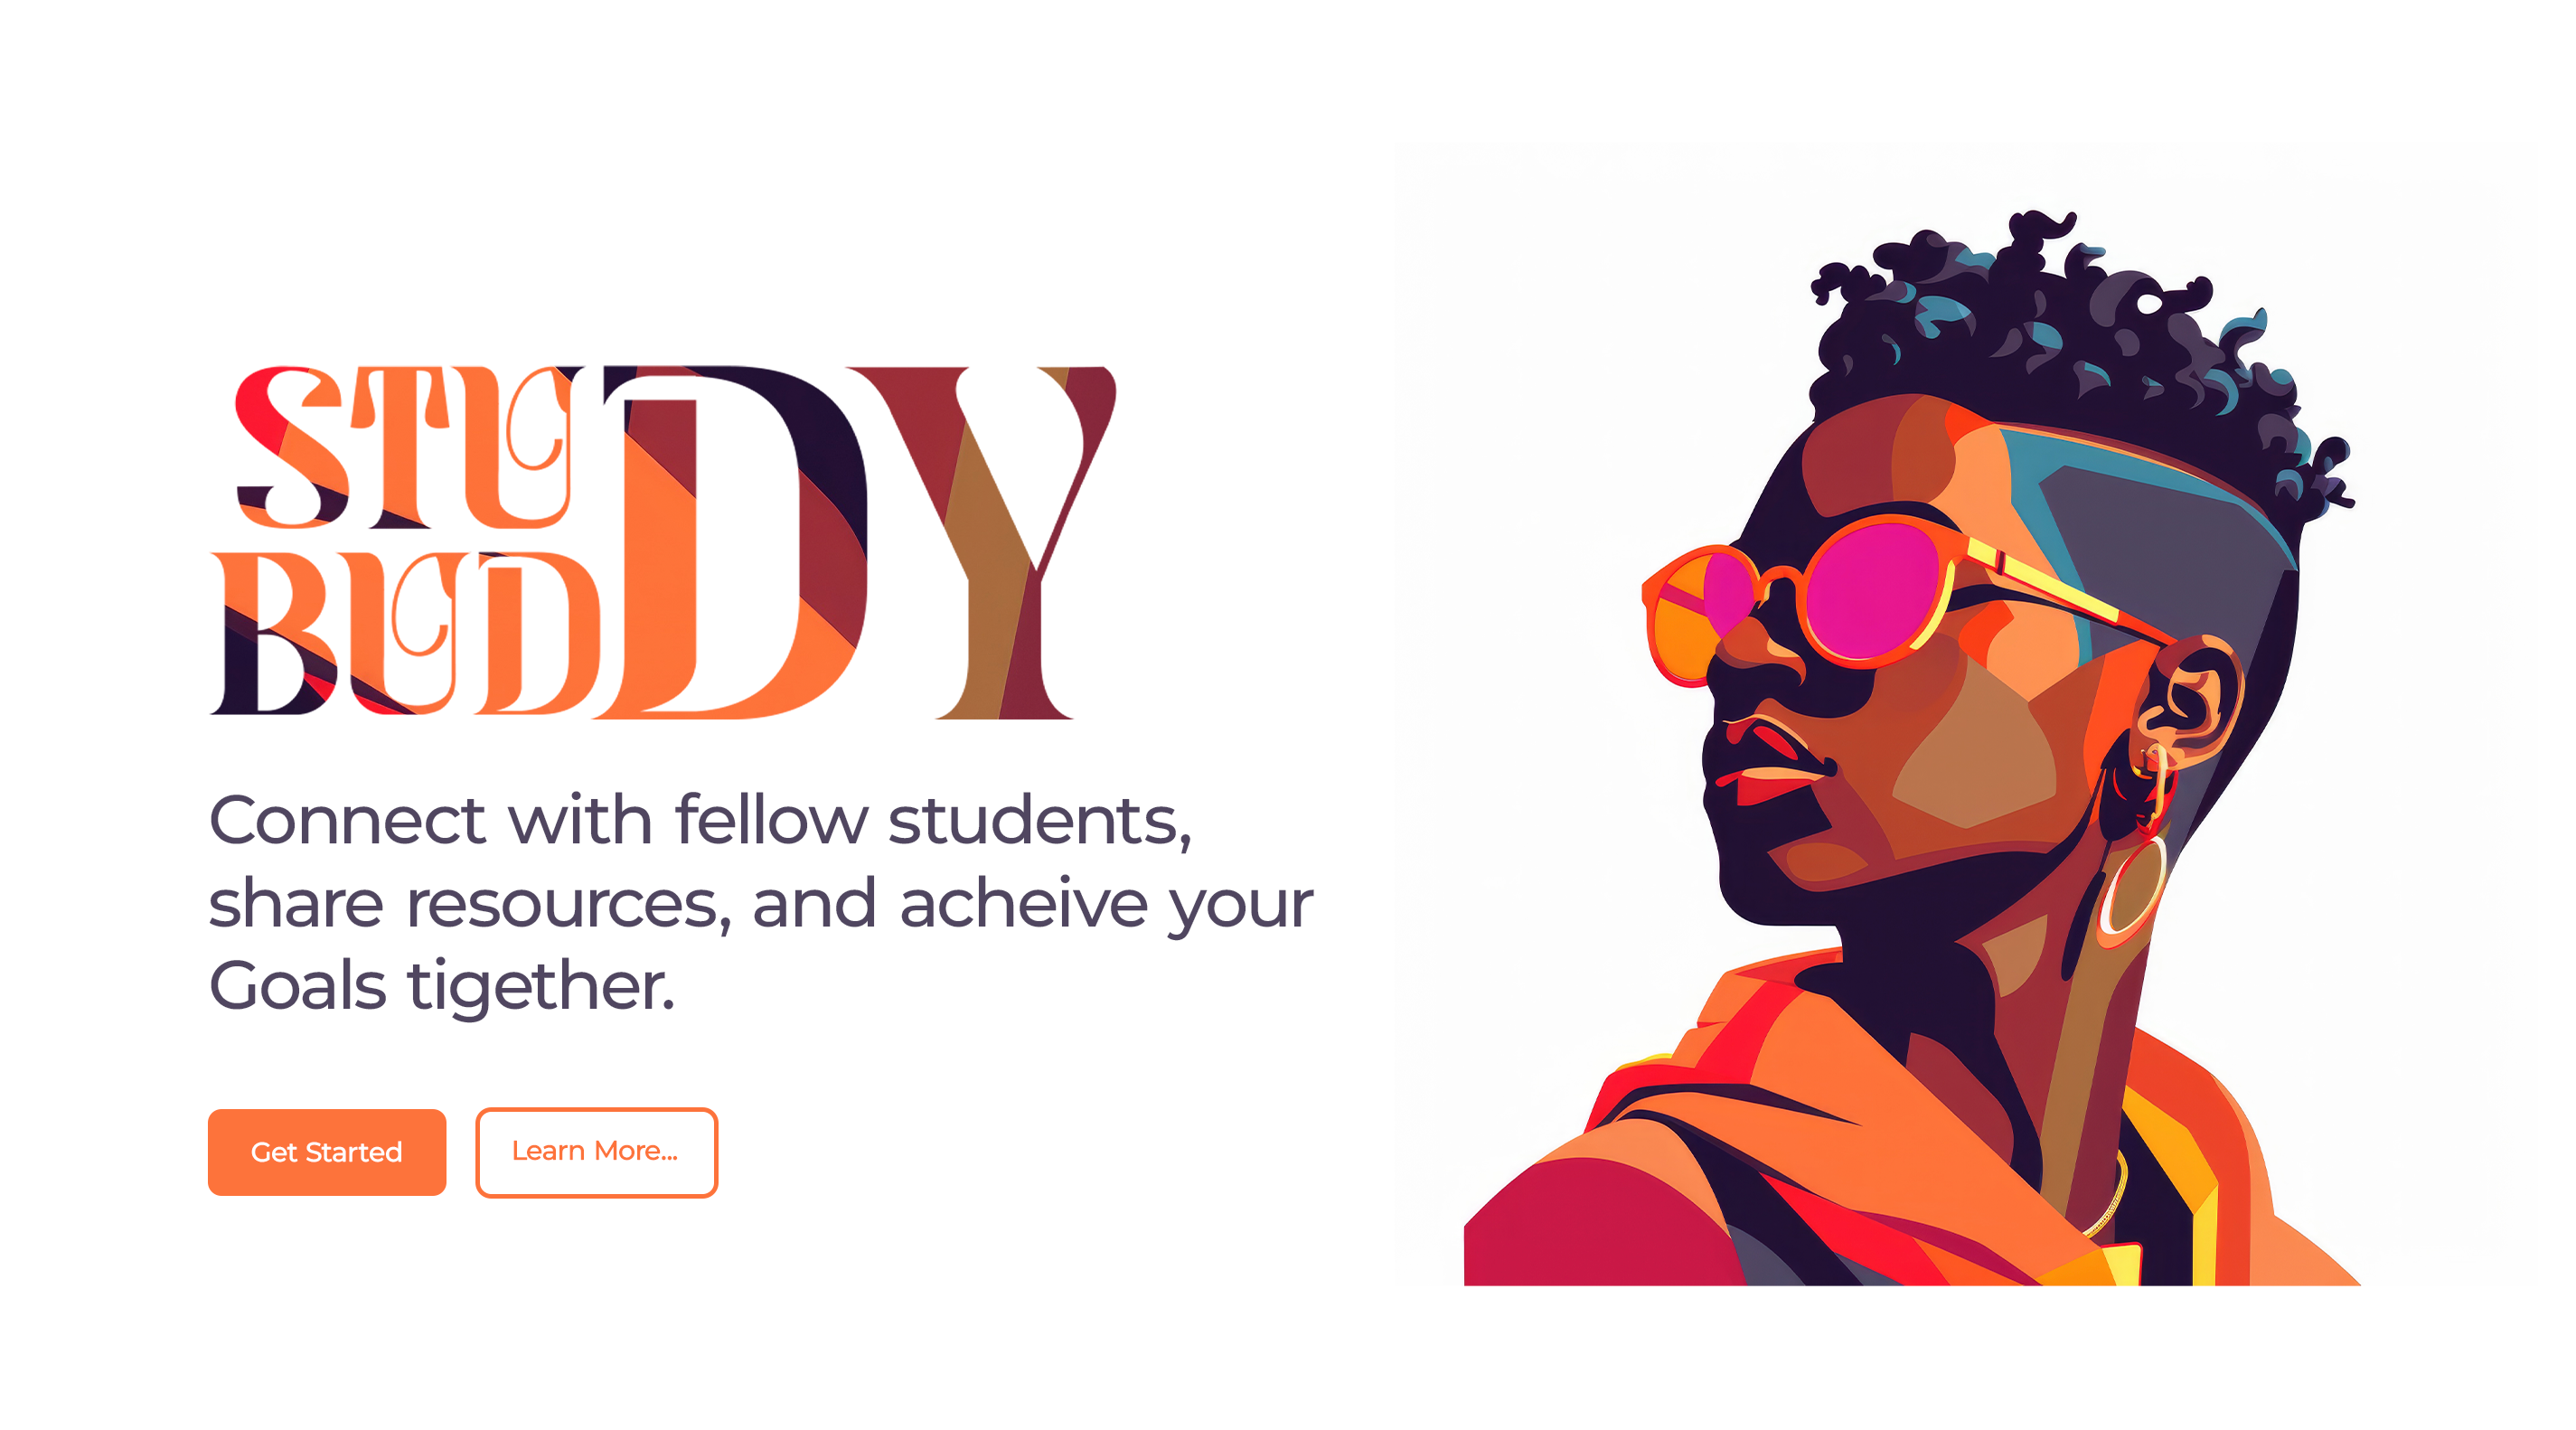 STUDY
BUDDY
Connect with fellow students,
share resources, and acheive your
Goals tigether.
Get Started
Learn More...